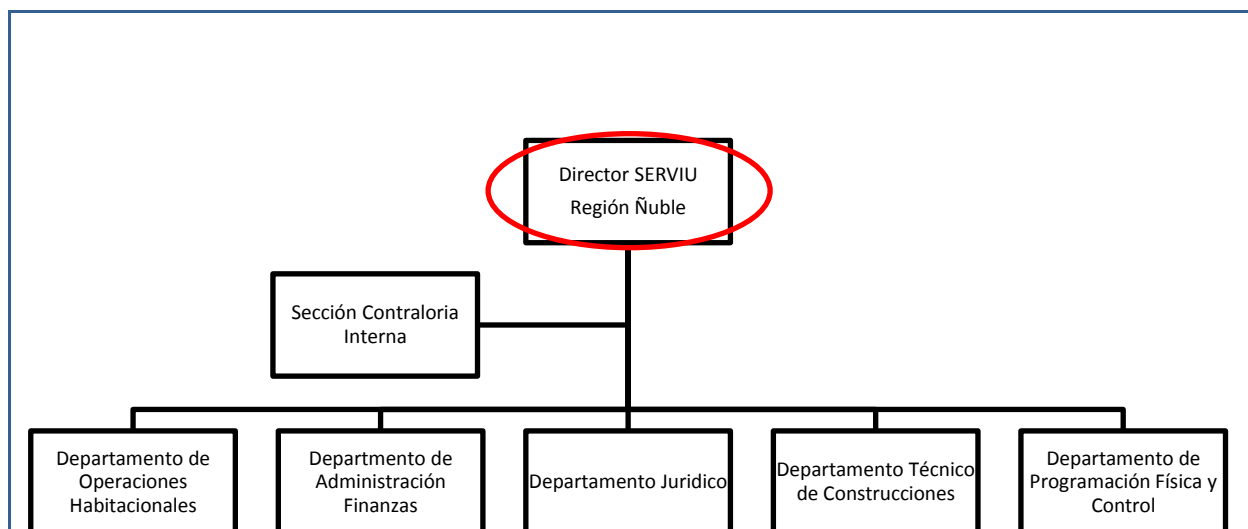 Director SERVIU
Región Ñuble
Sección Contraloria
Interna
Departamento de
Operaciones
Habitacionales
Departmento de
Administración
Finanzas
Departamento Juridico
Departamento Técnico
de Construcciones
Departamento de
Programación Física y
Control